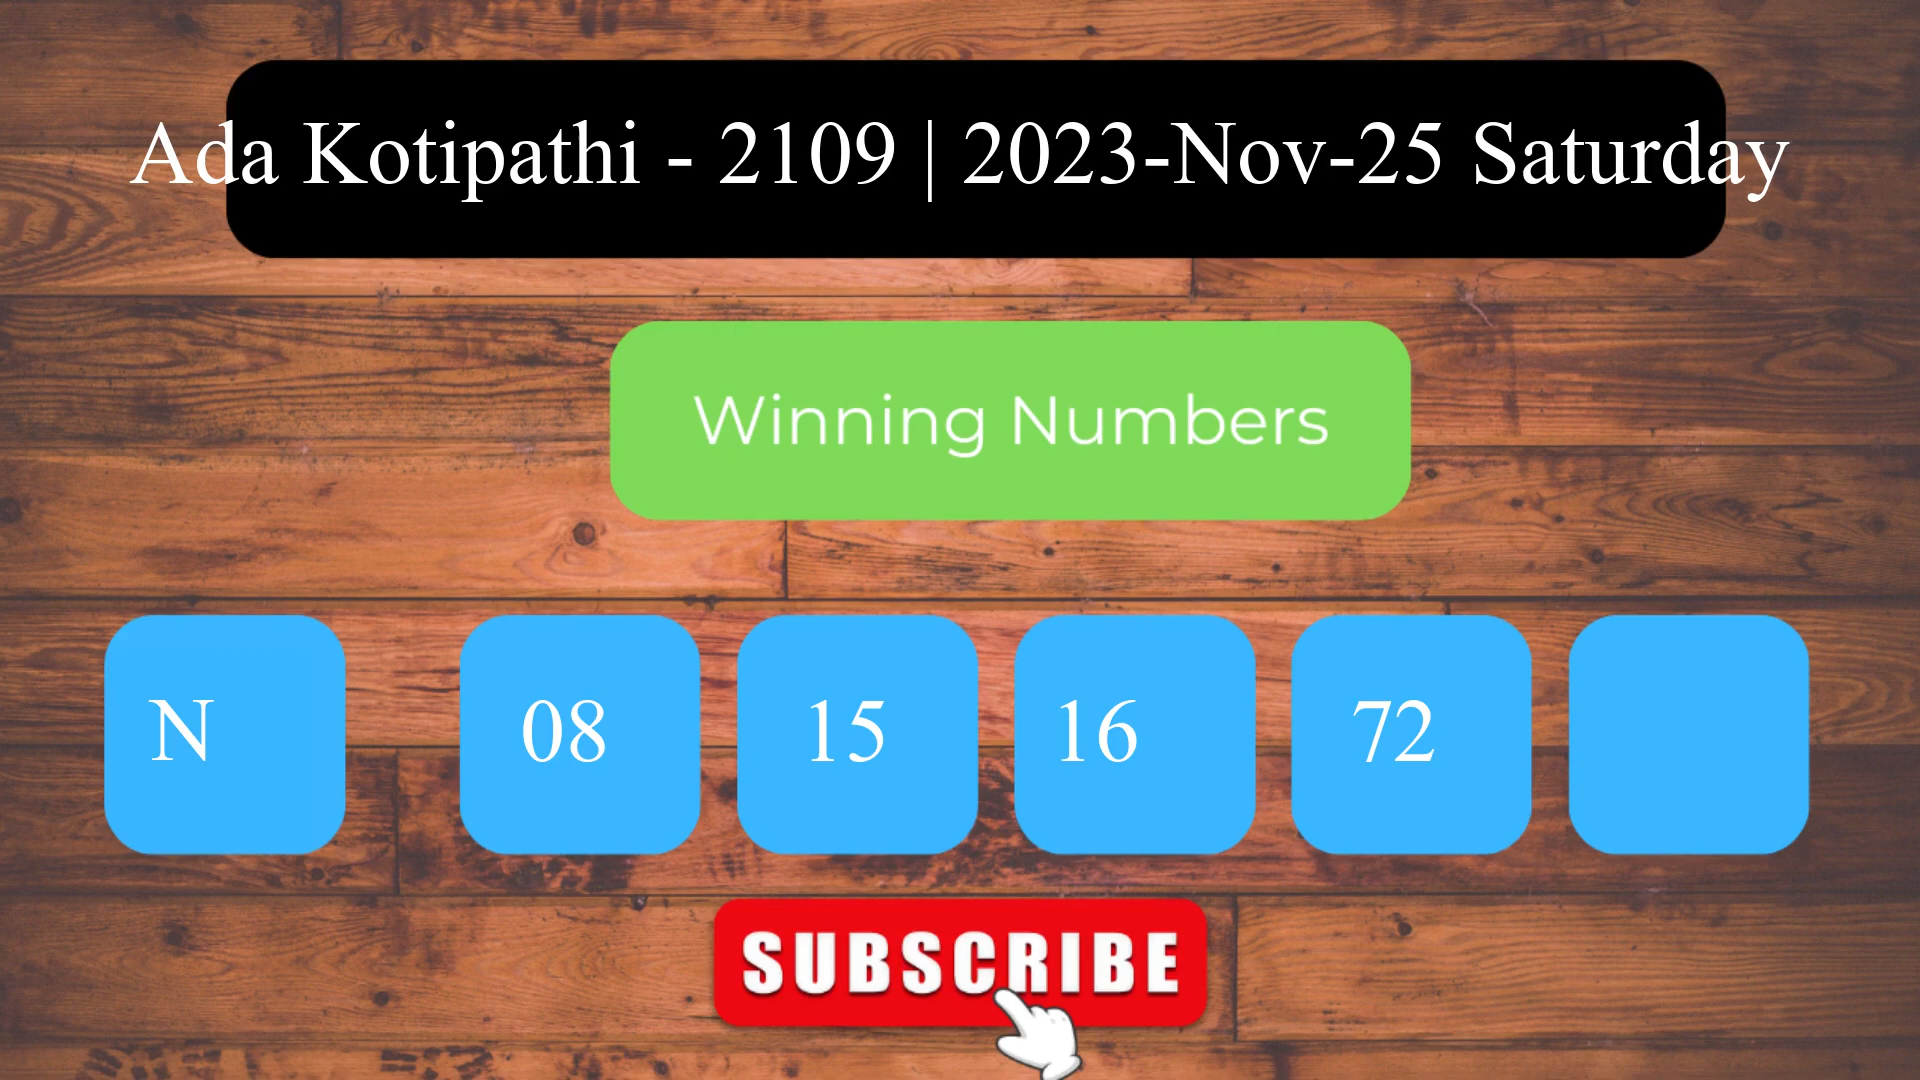 Ada Kotipathi - 2109 | 2023-Nov-25 Saturday
Winning Numbers
N 08 15 16 72
SUBSCRIBE